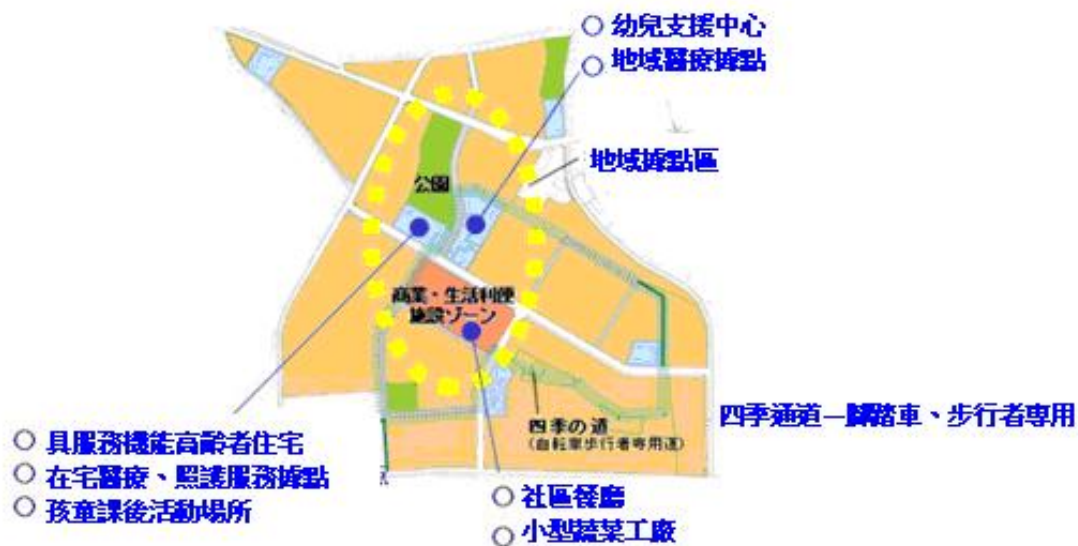 ○ 幼兒支援中心
○ 地域醫療據點
地域據點區
公園
商業・生活利便
施設ゾーン
四季の道
(自転車歩行者専用道)
四季通道—腳踏車、步行者專用
○ 具服務機能高齡者住宅
○ 在宅醫療、照護服務據點
○ 孩童課後活動場所
○ 社區餐廳
○ 小型蔬菜工廠